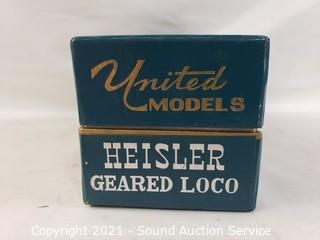 United
MODELS
HEISLER
GEARED LOCO
Copyright 2021 - Sound Auction Service